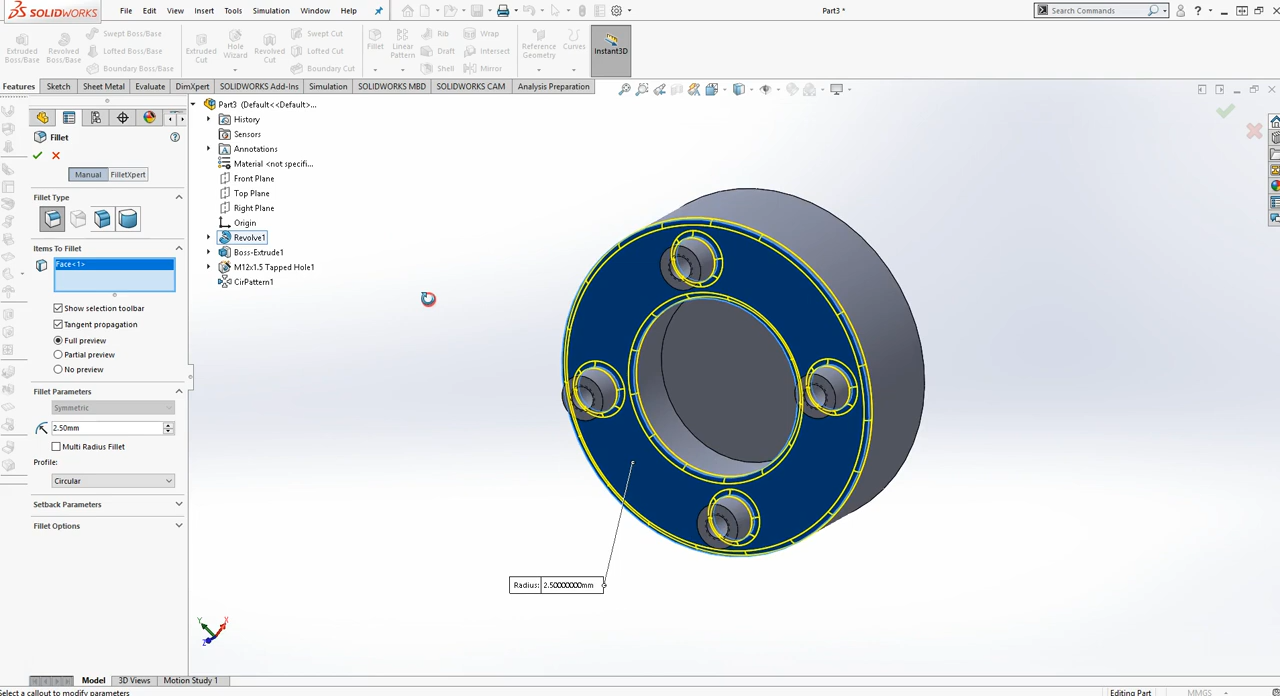 SOLIDWORKS File Edit View Insert Tools Simulation Window Help Part3 * Search Commands
Extruded Boss/Base Revolved Boss/Base Swept Boss/Base Lofted Boss/Base Boundary Boss/Base Extruded Cut Hole Wizard Revolved Cut Swept Cut Lofted Cut Boundary Cut Fillet Linear Pattern Rib Draft Shell Wrap Intersect Mirror Reference Geometry Curves Instant3D
Features Sketch Sheet Metal Evaluate DimXpert SOLIDWORKS Add-Ins Simulation SOLIDWORKS MBD SOLIDWORKS CAM Analysis Preparation
Fillet
Manual FilletXpert
Fillet Type
Items To Fillet
Face<1>
Show selection toolbar
Tangent propagation
Full preview
Partial preview
No preview
Fillet Parameters
Symmetric
2.50mm
Multi Radius Fillet
Profile:
Circular
Setback Parameters
Fillet Options
Part3 (Default<<Default>...
History
Sensors
Annotations
Material <not specifi...
Front Plane
Top Plane
Right Plane
Origin
Revolve1
Boss-Extrude1
M12x1.5 Tapped Hole1
CirPattern1
Radius: 2.50000000mm
Y X
Z
Model 3D Views Motion Study 1
Select a callout to modify parameters Editing Part MMGS